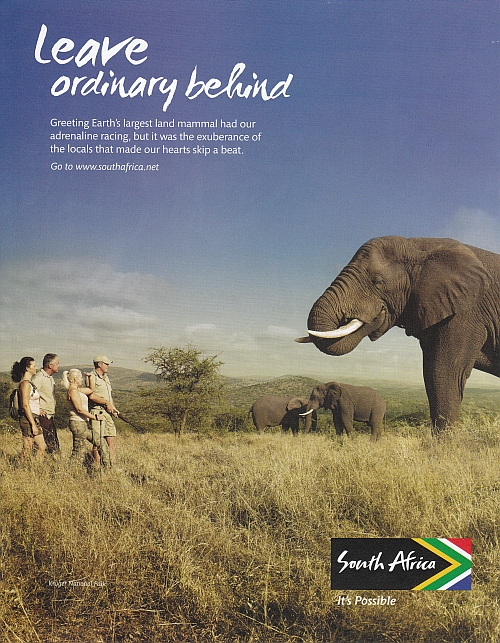 Leave
ordinary behind
Greeting Earth's largest land mammal had our
adrenaline racing, but it was the exuberance of
the locals that made our hearts skip a beat.
Go to www.southafrica.net
Kruger National Park
South Africa
It's Possible